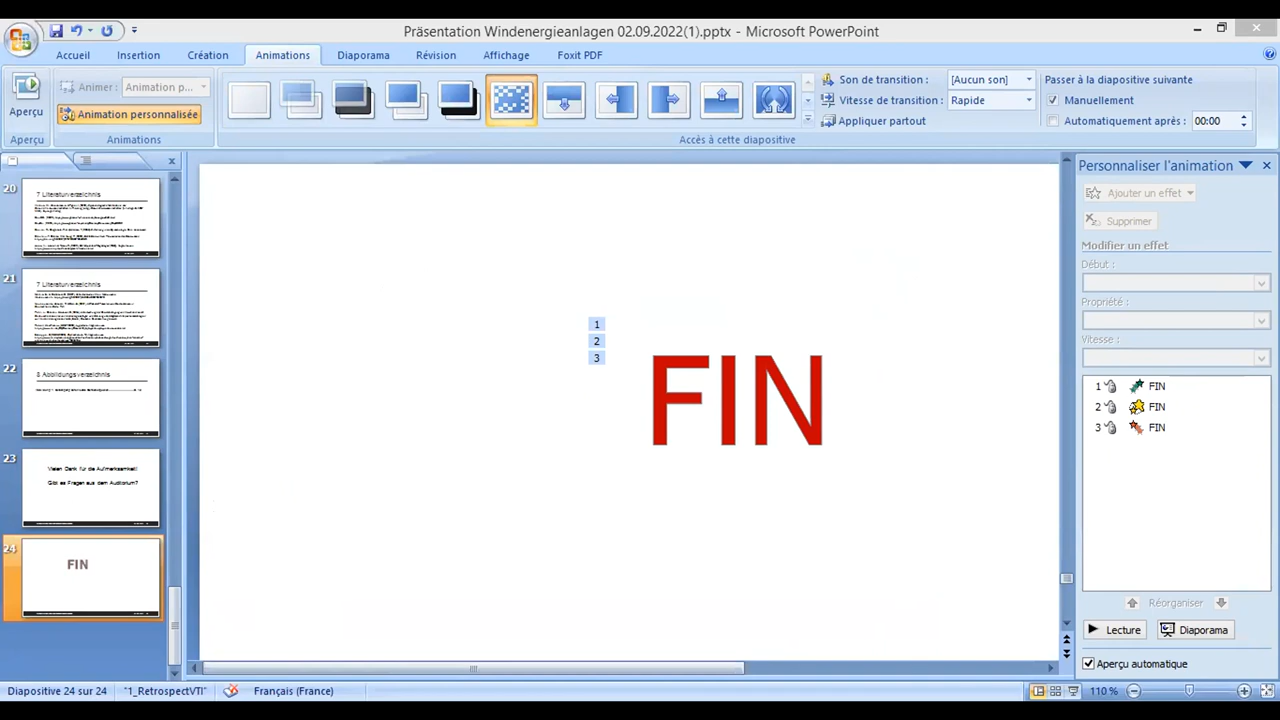 Präsentation Windenergieanlagen 02.09.2022(1).pptx - Microsoft PowerPoint
Accueil Insertion Création Animations Diaporama Révision Affichage Foxit PDF
Aperçu
Animer : Animation p...
Animation personnalisée
Son de transition : [Aucun son]
Vitesse de transition : Rapide
Appliquer partout
Passer à la diapositive suivante
Manuellement
Automatiquement après : 00:00
Aperçu Animations Accès à cette diapositive
20
7 Literaturverzeichnis
21
7 Literaturverzeichnis
22
8 Abbildungsverzeichnis
23
Vielen Dank für die Aufmerksamkeit!
Gibt es Fragen aus dem Auditorium?
24
FIN
1
2
3
FIN
Personnaliser l'animation
Ajouter un effet
Supprimer
Modifier un effet
Début :
Propriété :
Vitesse :
1 FIN
2 FIN
3 FIN
Réorganiser
Lecture Diaporama
Aperçu automatique
Diapositive 24 sur 24 "1_RetrospectVTI" Français (France) 110 %